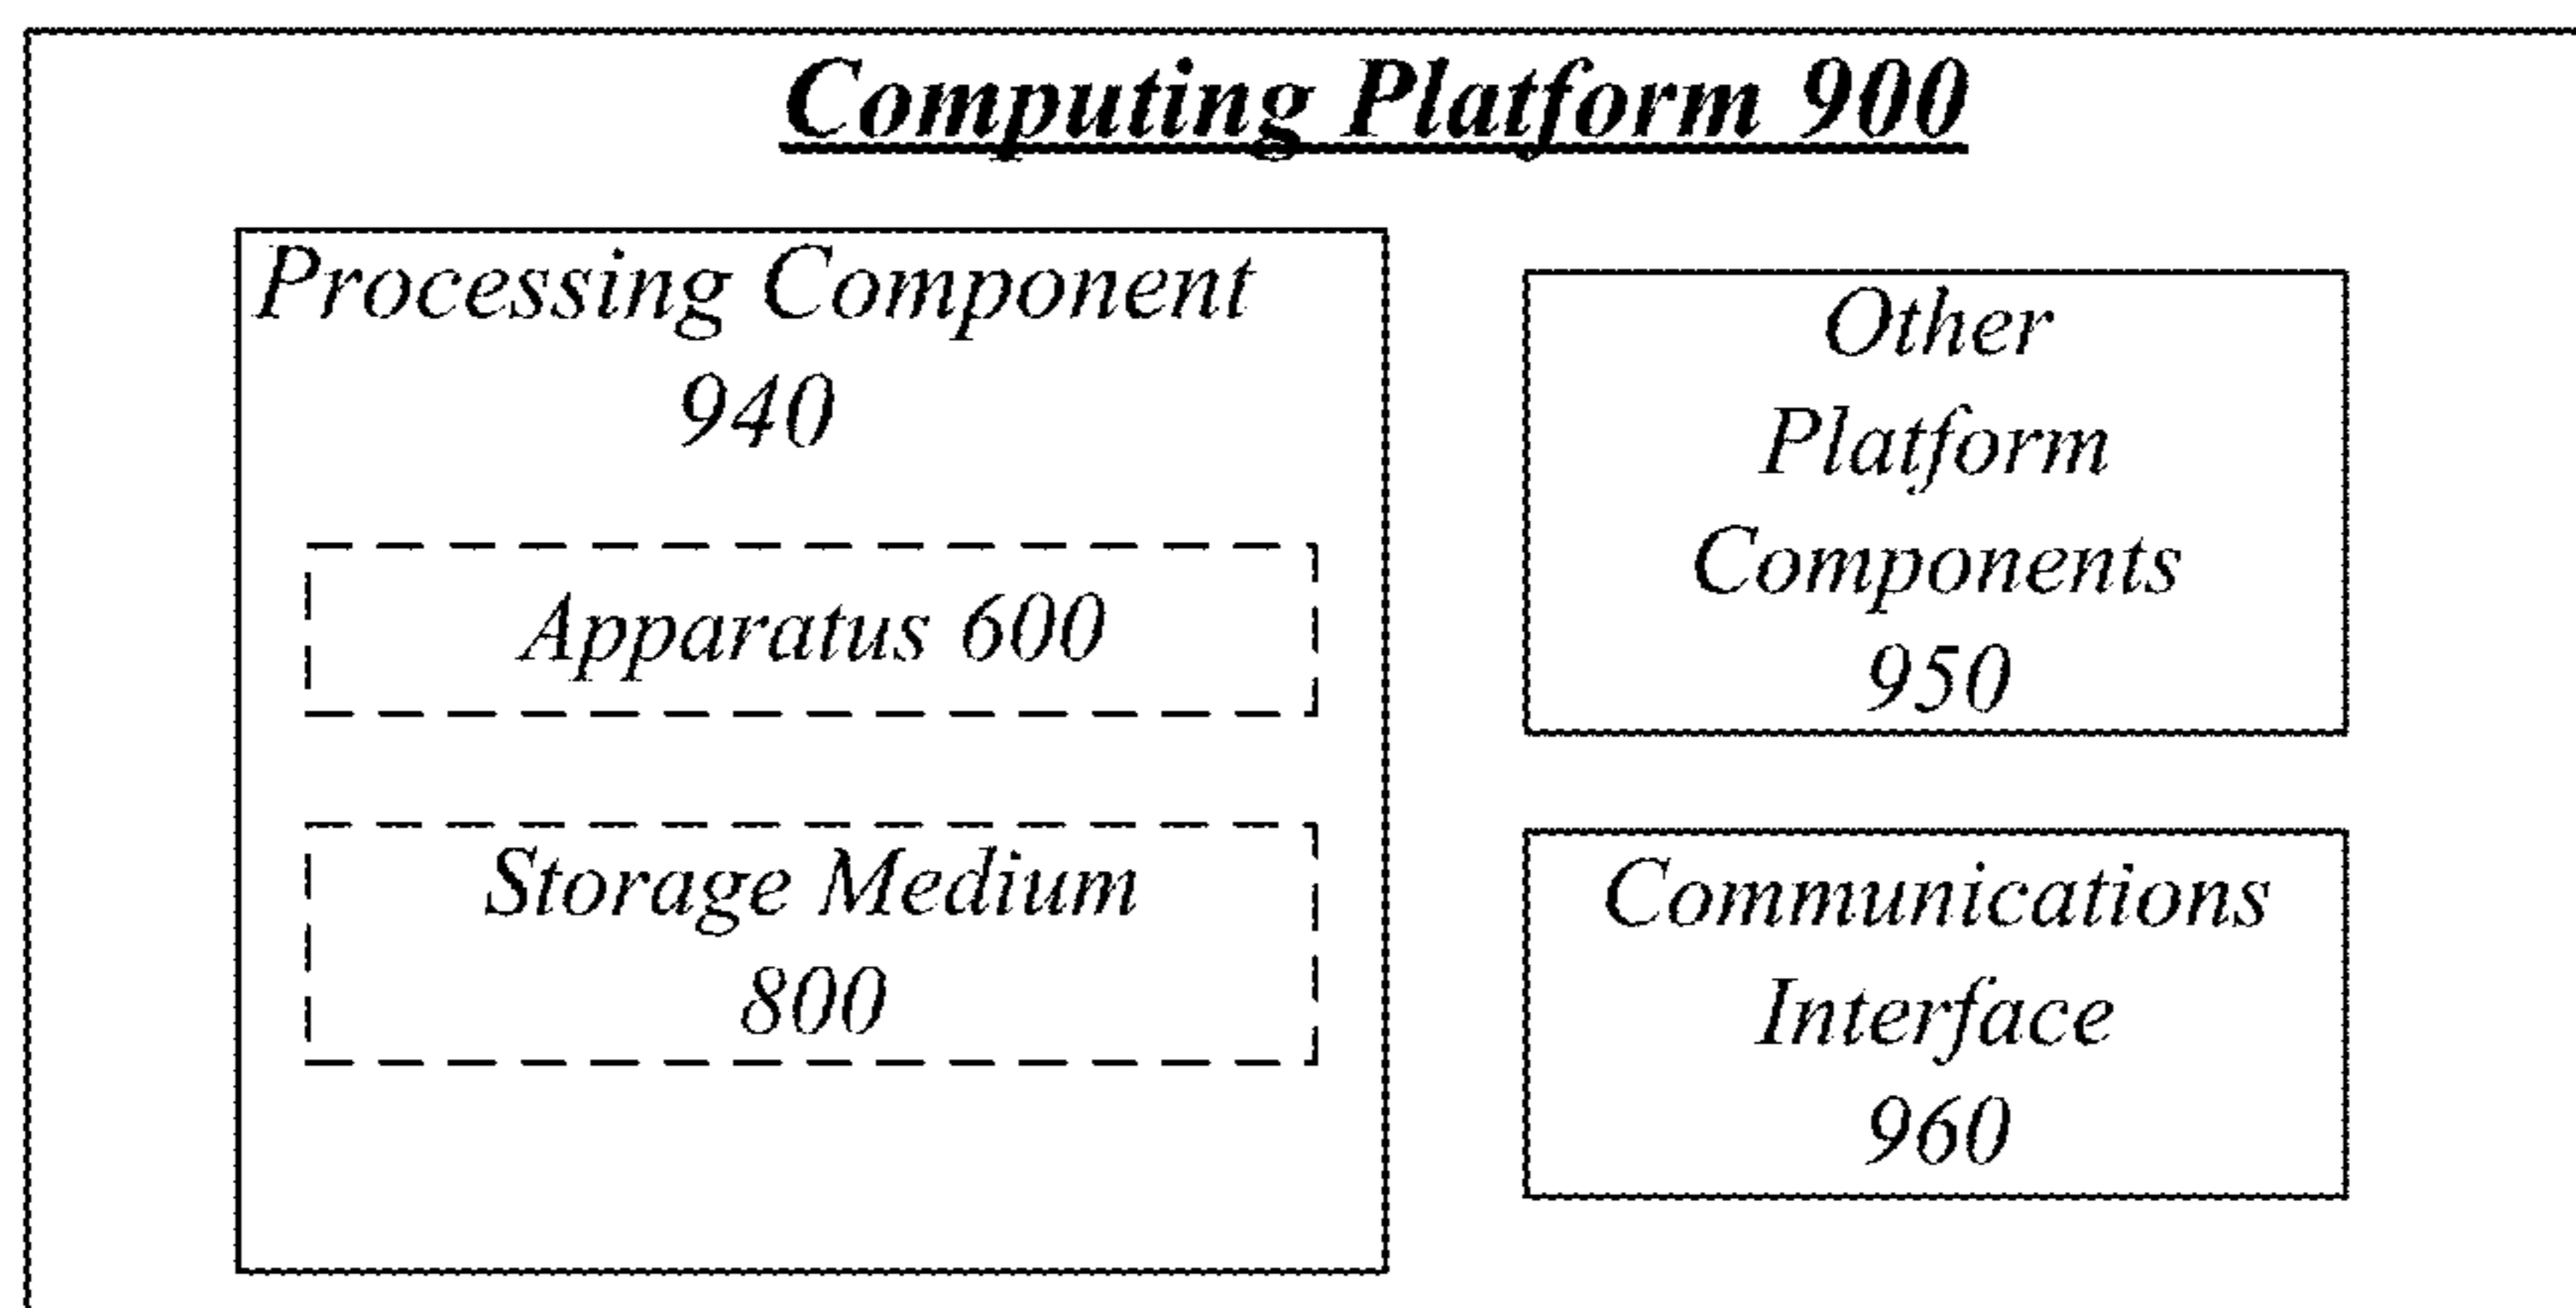 Computing Platform 900
Processing Component
940
Apparatus 600
Storage Medium
800
Other
Platform
Components
950
Communications
Interface
960